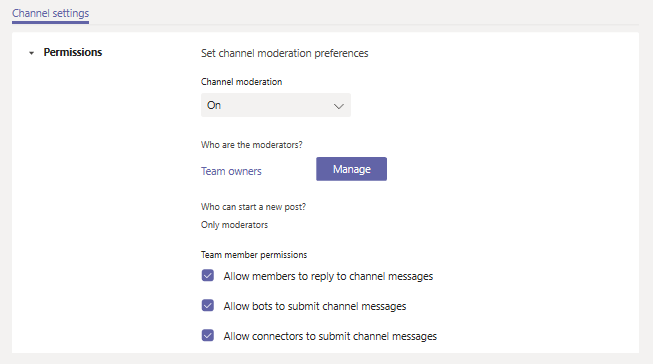 Channel settings
Permissions
Set channel moderation preferences
Channel moderation
On
Who are the moderators?
Team owners
Manage
Who can start a new post?
Only moderators
Team member permissions
Allow members to reply to channel messages
Allow bots to submit channel messages
Allow connectors to submit channel messages